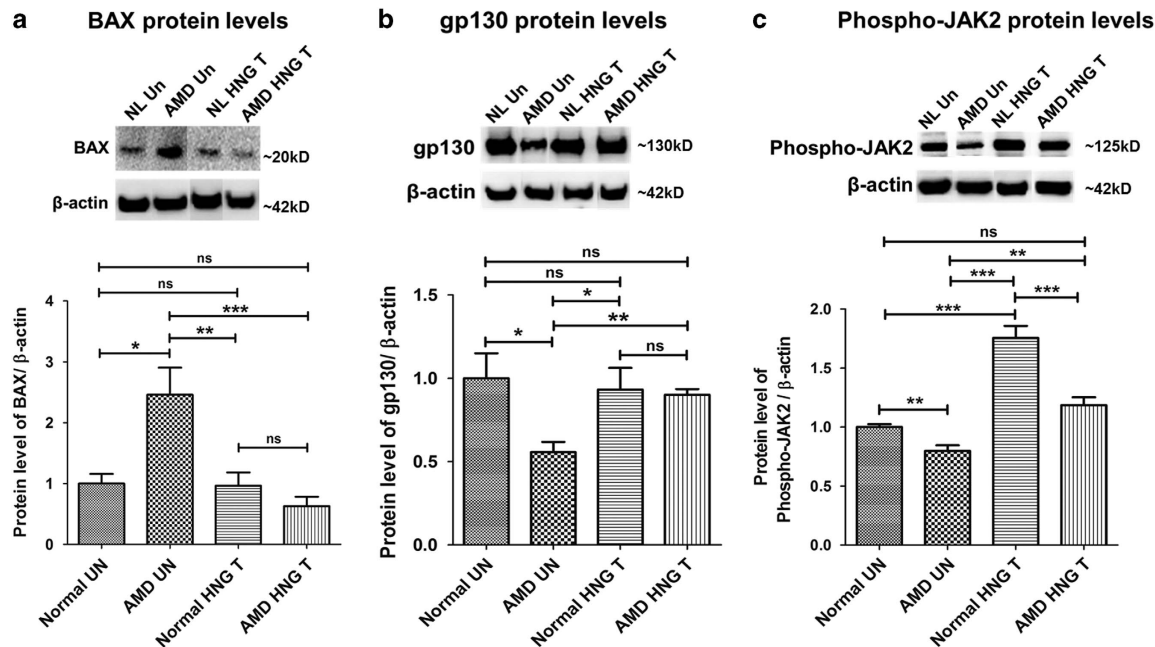 a BAX protein levels
NL Un
AMD Un
NL HNG T
AMD HNG T
BAX
~20kD
β-actin
~42kD
ns
ns
***
**
*
ns
Protein level of BAX/ β-actin
4
3
2
1
0
Normal UN
AMD UN
Normal HNG T
AMD HNG T
b gp130 protein levels
NL Un
AMD Un
NL HNG T
AMD HNG T
gp130
~130kD
β-actin
~42kD
ns
ns
*
**
*
ns
Protein level of gp130/ β-actin
1.5
1.0
0.5
0.0
Normal UN
AMD UN
Normal HNG T
AMD HNG T
c Phospho-JAK2 protein levels
NL Un
AMD Un
NL HNG T
AMD HNG T
Phospho-JAK2
~125kD
β-actin
~42kD
ns
**
***
***
***
**
Protein level of
Phospho-JAK2 / β-actin
2.0
1.5
1.0
0.5
0.0
Normal UN
AMD UN
Normal HNG T
AMD HNG T